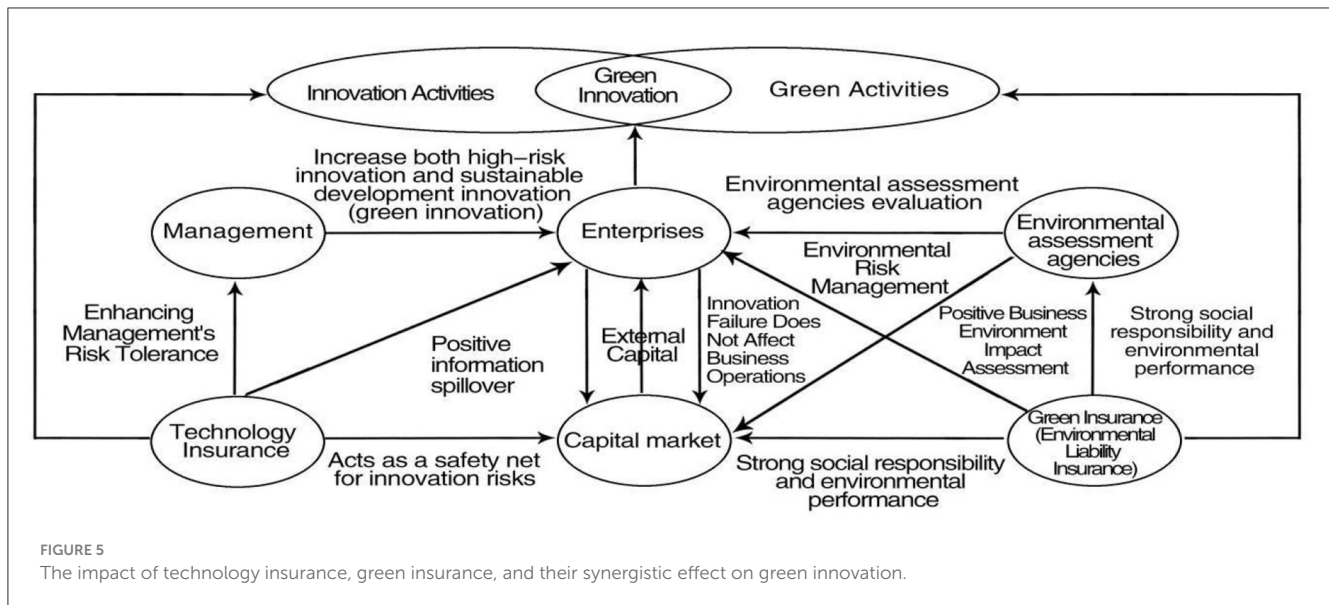 Innovation Activities
Green
Innovation
Green Activities
Increase both high-risk
innovation and sustainable
development innovation
(green innovation)
Environmental assessment
agencies evaluation
Management
Enterprises
Environmental
assessment
agencies
Environmental
Risk
Management
Enhancing
Management's
Risk Tolerance
Positive
information
spillover
External
Capital
Innovation
Failure Does
Not Affect
Business
Operations
Positive Business
Environment
Impact
Assessment
Strong social
responsibility and
environmental
performance
Technology
Insurance
Capital market
Green Insurance
(Environmental
Liability
Insurance)
Acts as a safety net
for innovation risks
Strong social responsibility
and environmental
performance
FIGURE 5
The impact of technology insurance, green insurance, and their synergistic effect on green innovation.